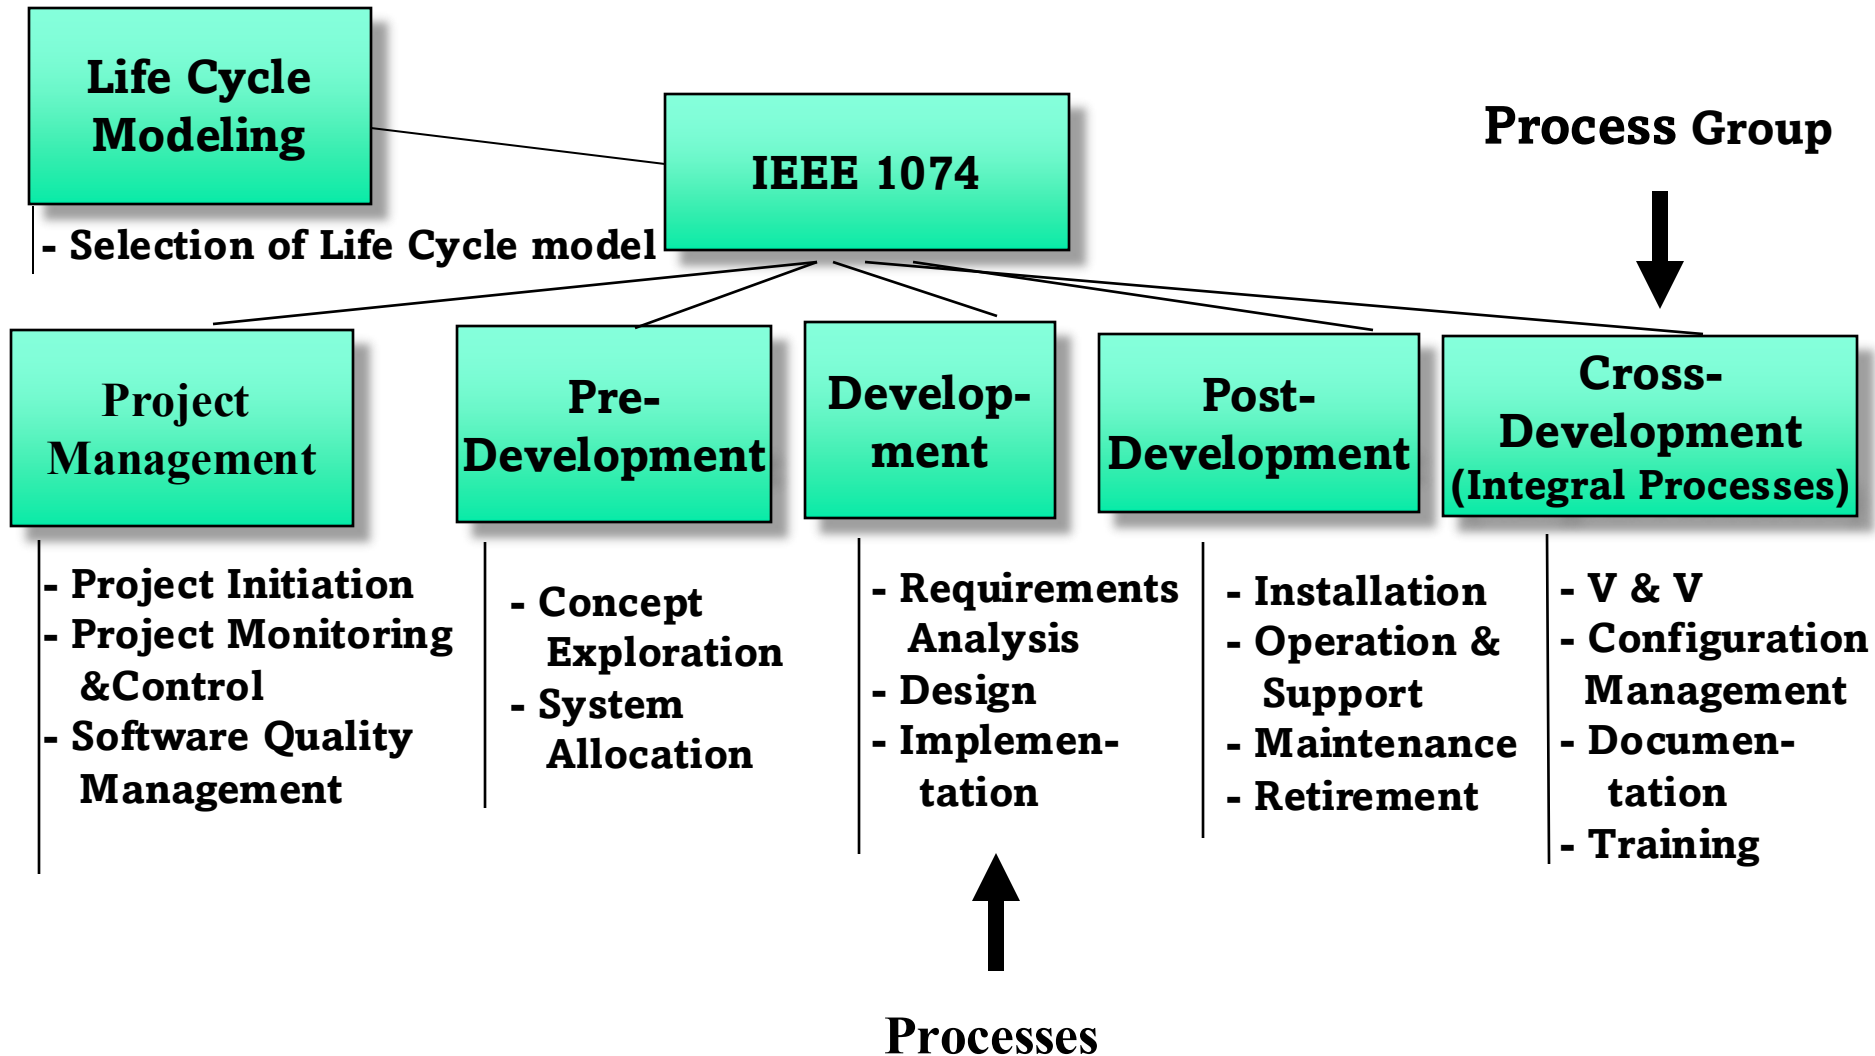 Life Cycle
Modeling
IEEE 1074
Process Group
- Selection of Life Cycle model
Project
Management
- Project Initiation
- Project Monitoring
&Control
- Software Quality
Management
Pre-
Development
- Concept
Exploration
- System
Allocation
Develop-
ment
- Requirements
Analysis
- Design
- Implemen-
tation
Post-
Development
- Installation
- Operation &
Support
- Maintenance
- Retirement
Cross-
Development
(Integral Processes)
- V & V
- Configuration
Management
- Documen-
tation
- Training
Processes